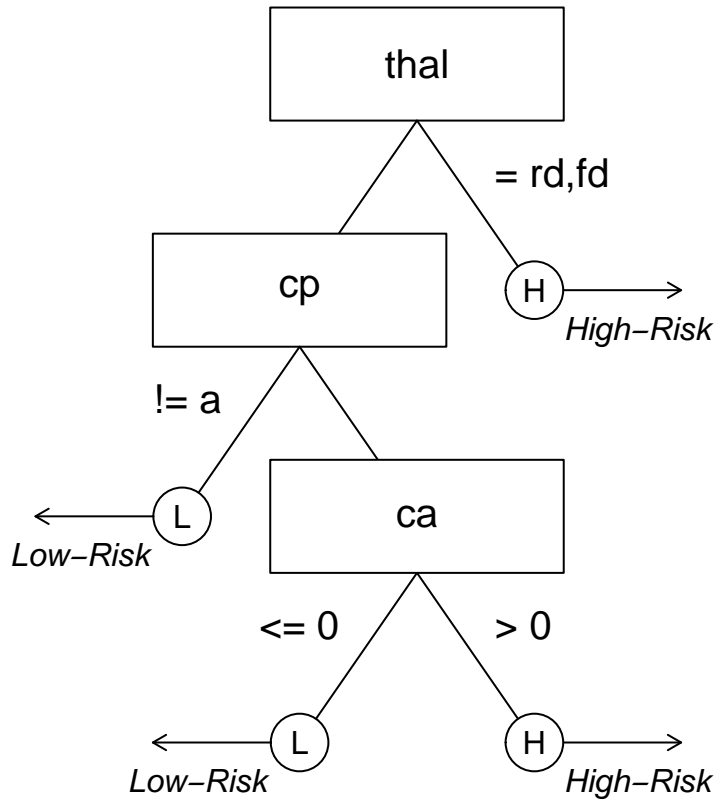 thal
= rd,fd
cp
H
High−Risk
!= a
L
Low−Risk
ca
<= 0
> 0
L
H
Low−Risk
High−Risk